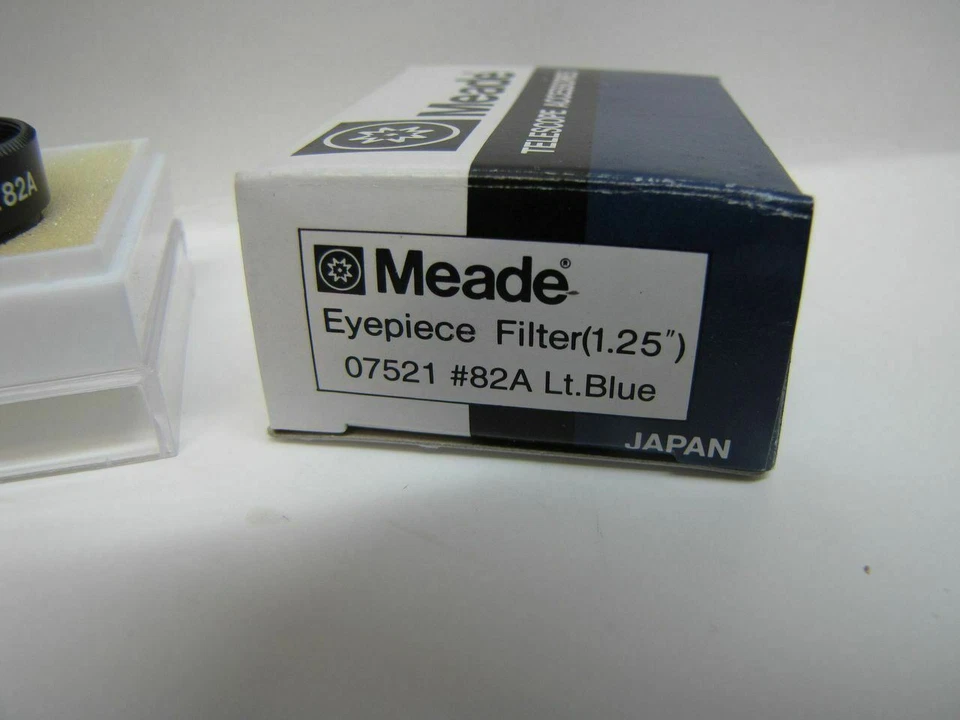 Meade
TELESCOPE ACCESSORIES
82A
Meade®
Eyepiece Filter(1.25")
07521 #82A Lt.Blue
JAPAN